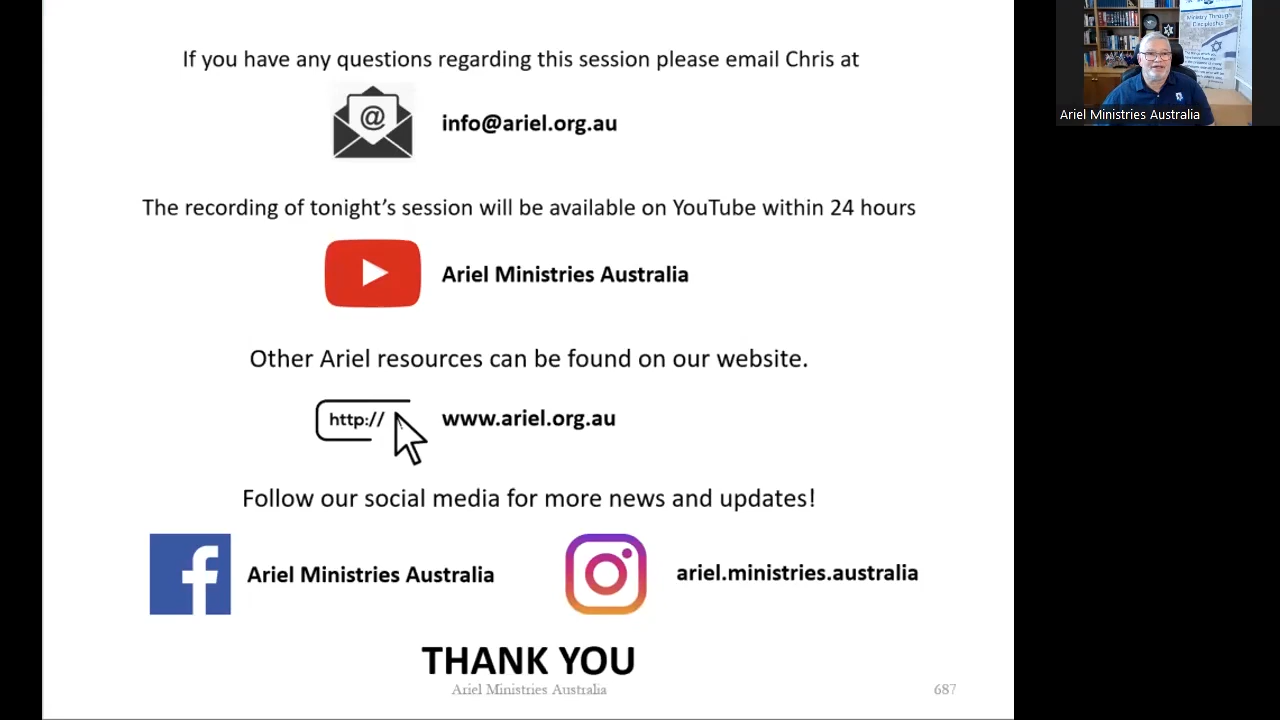 If you have any questions regarding this session please email Chris at
@
info@ariel.org.au
The recording of tonight's session will be available on YouTube within 24 hours
Ariel Ministries Australia
Other Ariel resources can be found on our website.
http://
www.ariel.org.au
Follow our social media for more news and updates!
f
Ariel Ministries Australia
ariel.ministries.australia
THANK YOU
Ariel Ministries Australia
687
Ministry Through
Discipleship
Ariel Ministries Australia